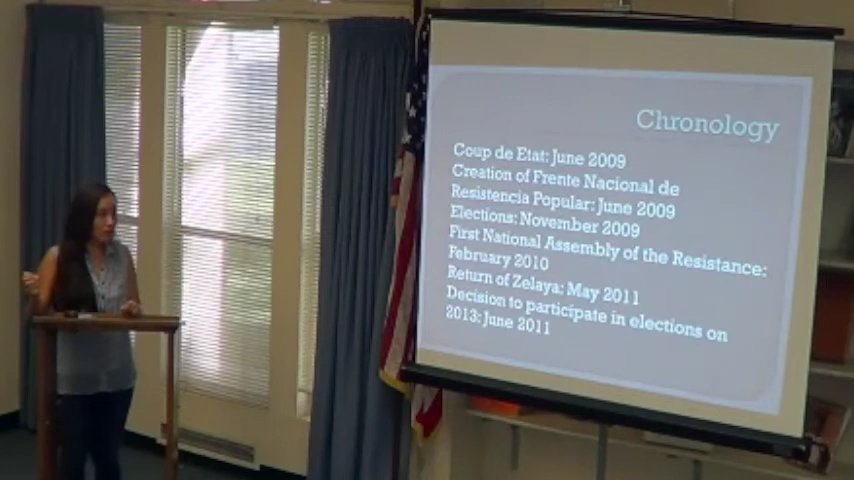 Chronology
Coup de Etat: June 2009
Creation of Frente Nacional de
Resistencia Popular: June 2009
Elections: November 2009
First National Assembly of the Resistance:
February 2010
Return of Zelaya: May 2011
Decision to participate in elections on
2013: June 2011